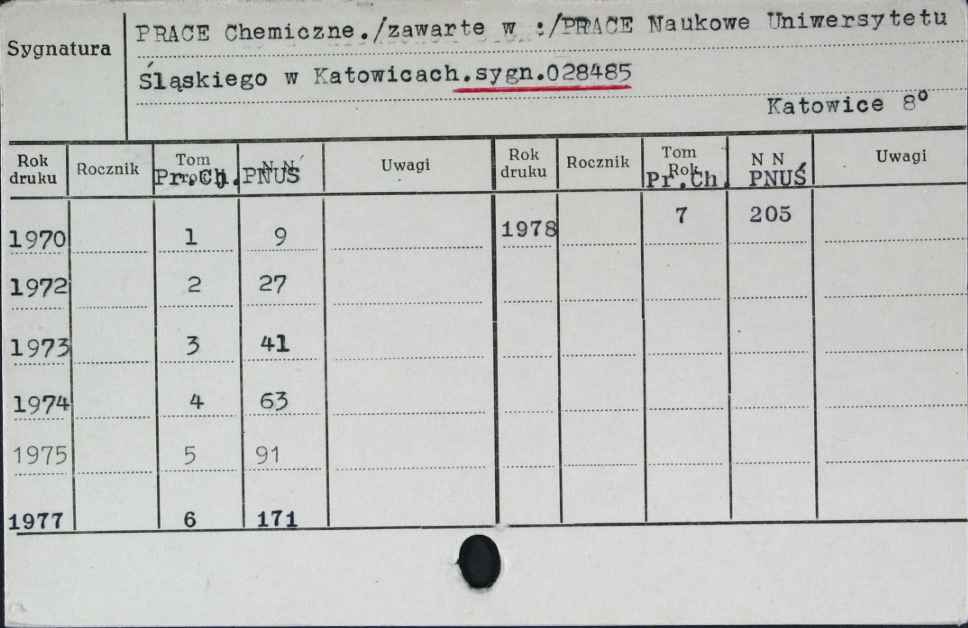 Sygnatura
PRACE Chemiczne./zawarte w :/PRACE Naukowe Uniwersytetu
Śląskiego w Katowicach.sygn.028485
Katowice 8°
Rok druku Rocznik Tom Pr.Ch. N N PNUŚ Uwagi Rok druku Rocznik Tom Rok Pr.Ch. N N PNUŚ Uwagi
1970 1 9 1978 7 205
1972 2 27
1973 3 41
1974 4 63
1975 5 91
1977 6 171